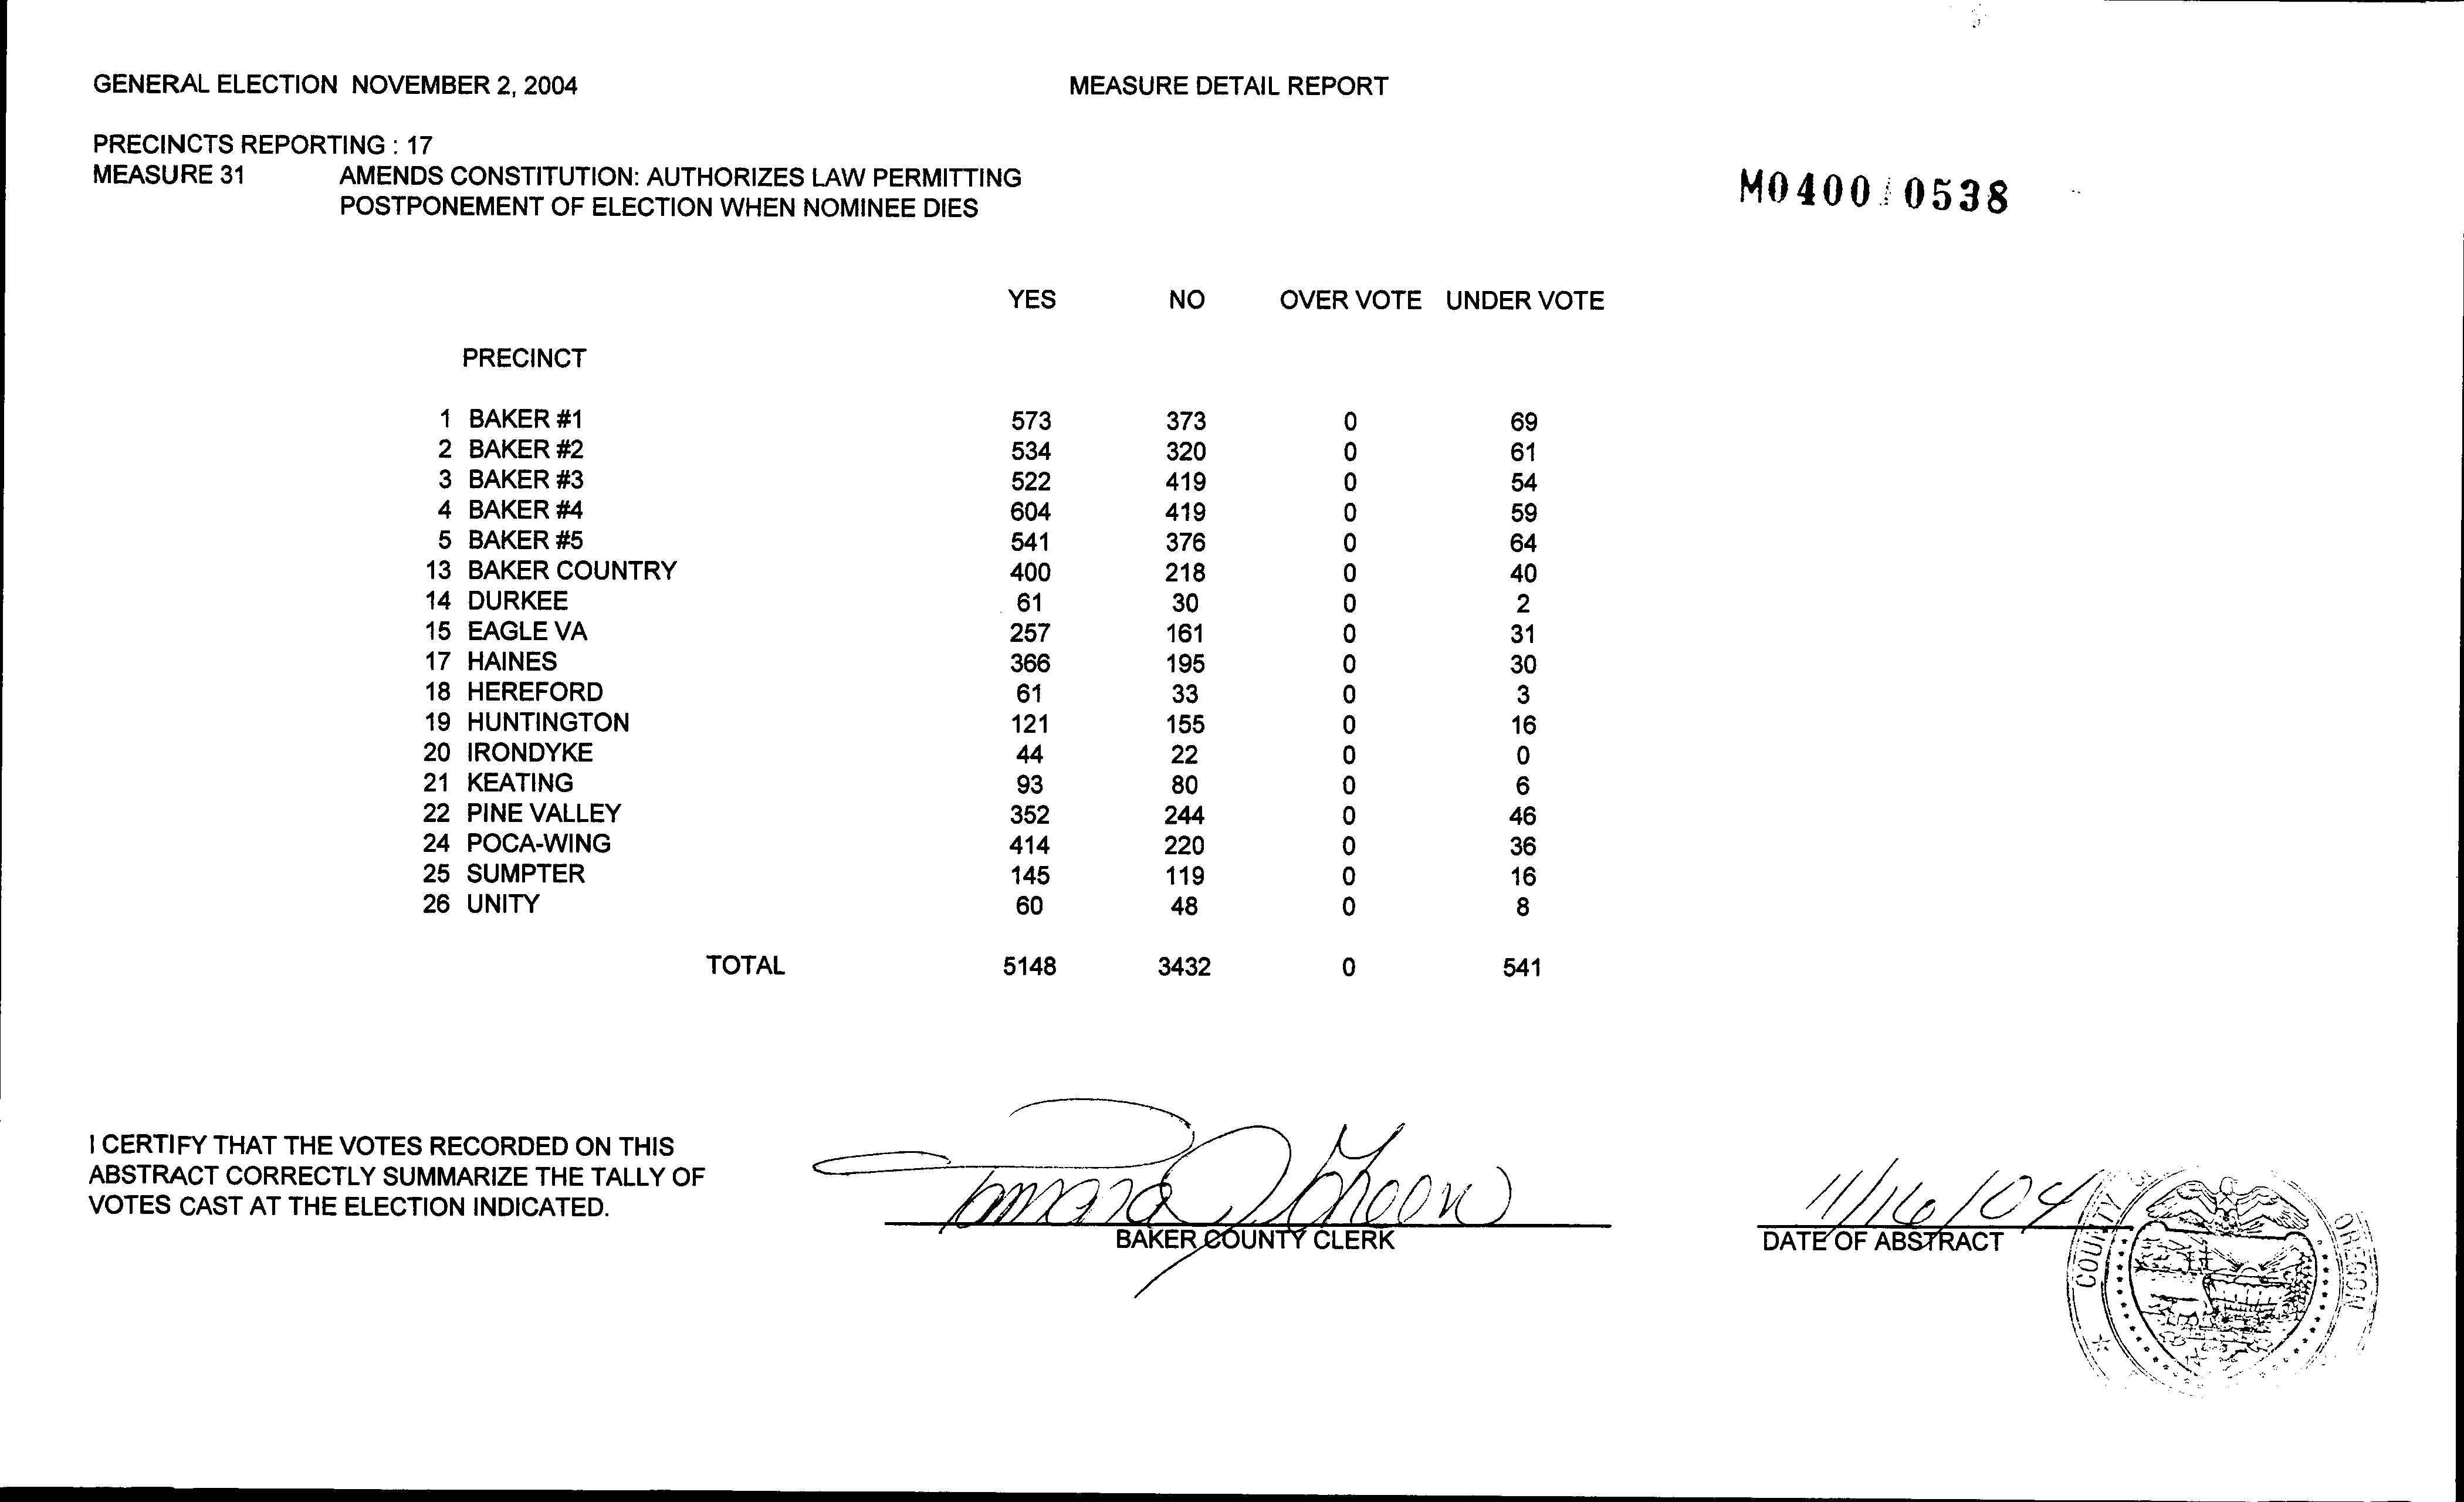 GENERAL ELECTION NOVEMBER 2, 2004 MEASURE DETAIL REPORT
PRECINCTS REPORTING : 17
MEASURE 31 AMENDS CONSTITUTION: AUTHORIZES LAW PERMITTING
POSTPONEMENT OF ELECTION WHEN NOMINEE DIES
M0400 0538
YES NO OVER VOTE UNDER VOTE
PRECINCT
1 BAKER #1 573 373 0 69
2 BAKER #2 534 320 0 61
3 BAKER #3 522 419 0 54
4 BAKER #4 604 419 0 59
5 BAKER #5 541 376 0 64
13 BAKER COUNTRY 400 218 0 40
14 DURKEE 61 30 0 2
15 EAGLE VA 257 161 0 31
17 HAINES 366 195 0 30
18 HEREFORD 61 33 0 3
19 HUNTINGTON 121 155 0 16
20 IRONDYKE 44 22 0 0
21 KEATING 93 80 0 6
22 PINE VALLEY 352 244 0 46
24 POCA-WING 414 220 0 36
25 SUMPTER 145 119 0 16
26 UNITY 60 48 0 8
TOTAL 5148 3432 0 541
I CERTIFY THAT THE VOTES RECORDED ON THIS
ABSTRACT CORRECTLY SUMMARIZE THE TALLY OF
VOTES CAST AT THE ELECTION INDICATED.
Tamara
BAKER COUNTY CLERK
11/16/04
DATE OF ABSTRACT
COUNTY
OREGON